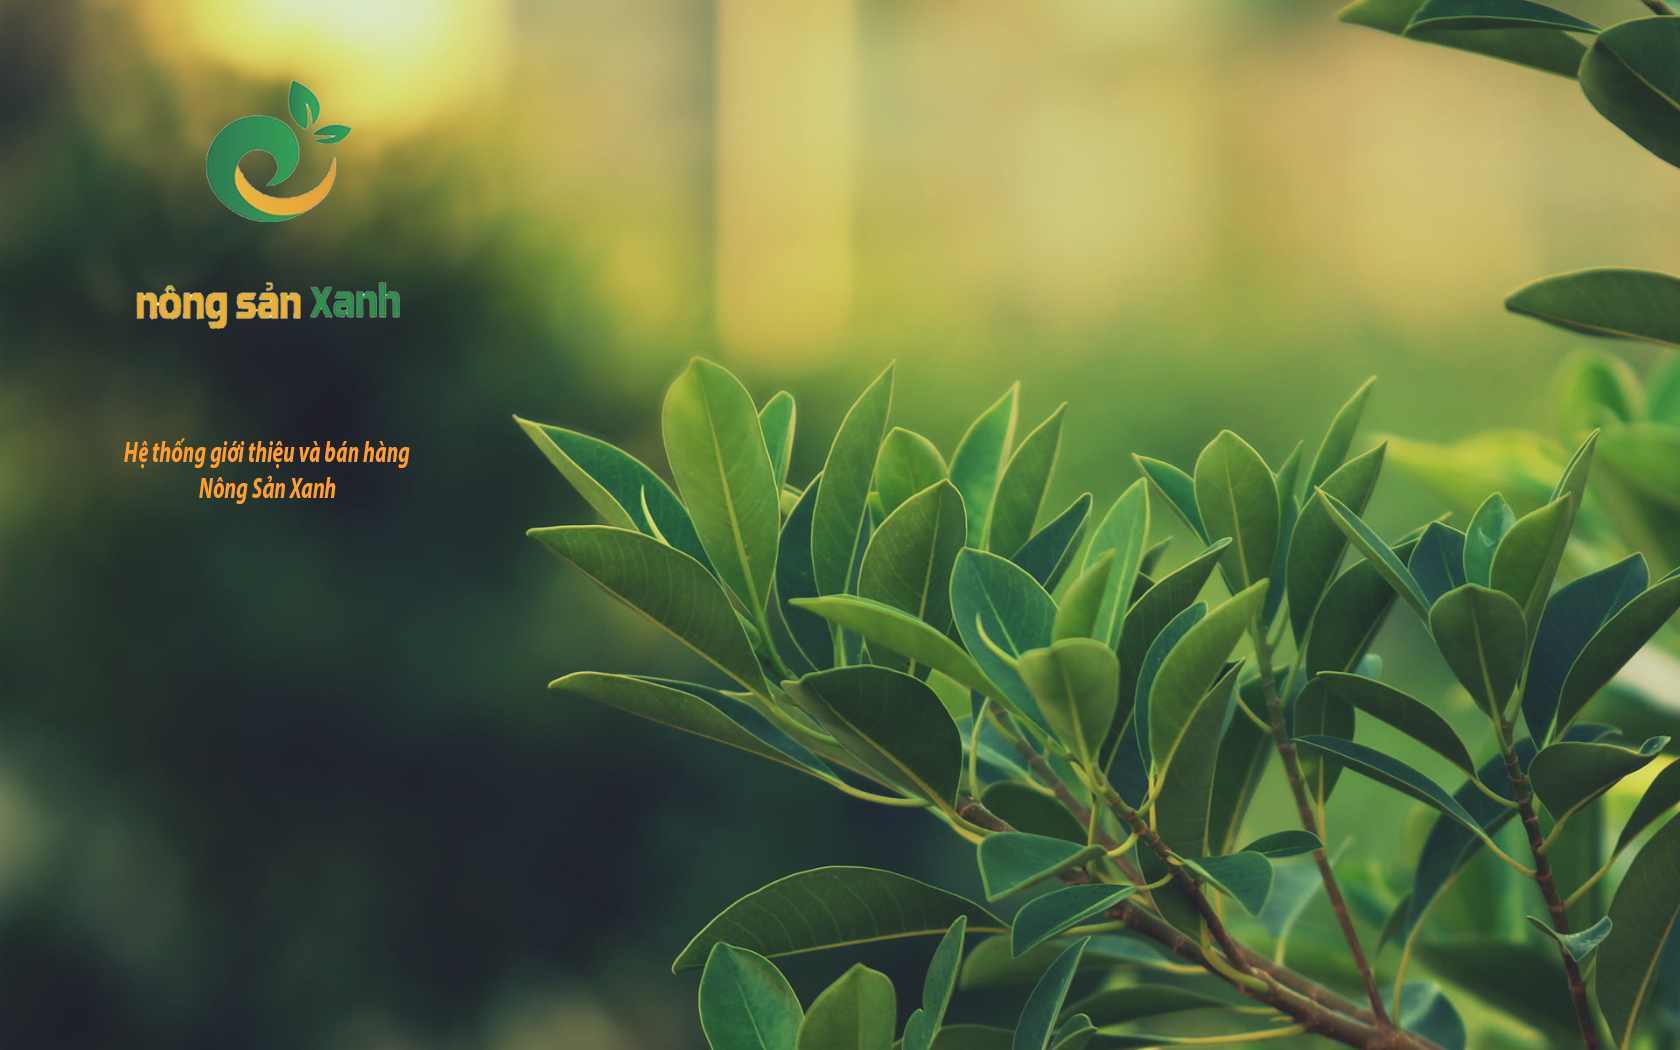 nông sản Xanh
Hệ thống giới thiệu và bán hàng
Nông Sản Xanh